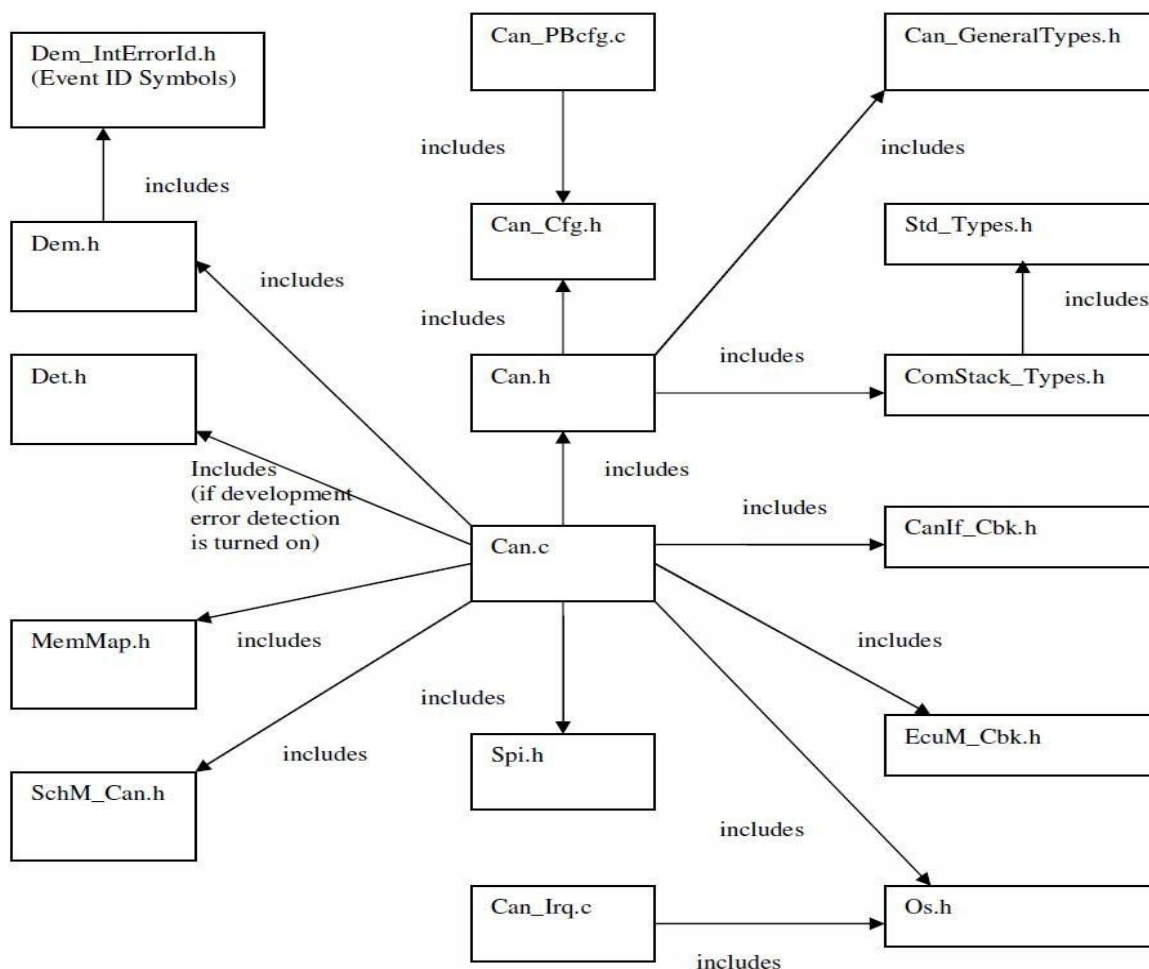 Can_PBcfg.c
Can_GeneralTypes.h
Dem_IntErrorId.h
(Event ID Symbols)
includes
includes
includes
Dem.h
Can_Cfg.h
Std_Types.h
includes
includes
includes
Det.h
Can.h
includes
ComStack_Types.h
Includes
(if development
error detection
is turned on)
includes
includes
Can.c
CanIf_Cbk.h
MemMap.h
includes
includes
includes
includes
Spi.h
EcuM_Cbk.h
SchM_Can.h
includes
Can_Irq.c
Os.h
includes